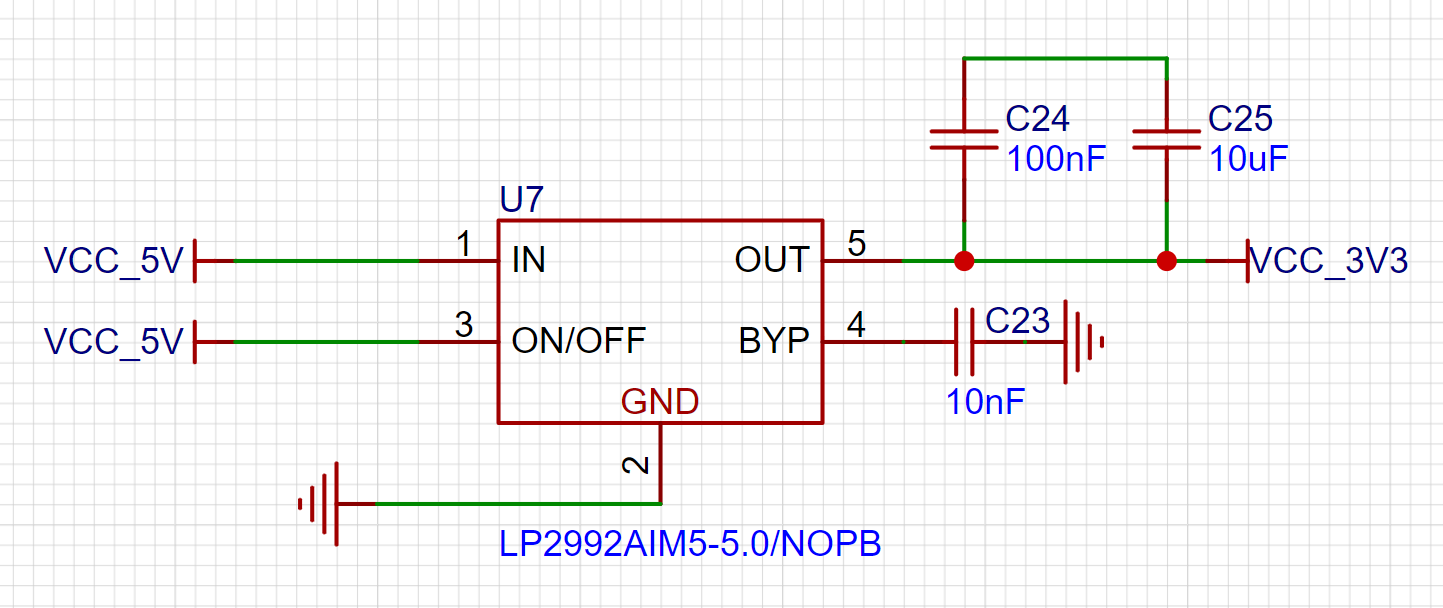 C24
100nF
C25
10uF
U7
VCC_5V
1
IN
OUT
5
VCC_3V3
VCC_5V
3
ON/OFF
BYP
4
C23
10nF
GND
2
LP2992AIM5-5.0/NOPB